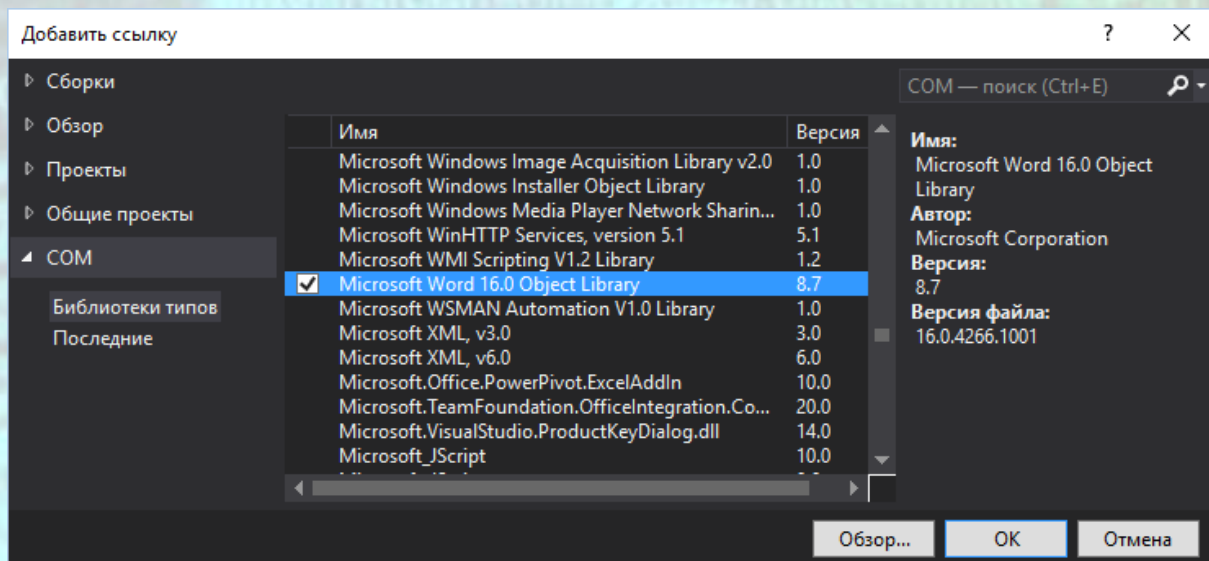 Добавить ссылку
?
Сборки
Обзор
Проекты
Общие проекты
COM
Библиотеки типов
Последние
Имя Версия
Microsoft Windows Image Acquisition Library v2.0 1.0
Microsoft Windows Installer Object Library 1.0
Microsoft Windows Media Player Network Sharin... 1.0
Microsoft WinHTTP Services, version 5.1 5.1
Microsoft WMI Scripting V1.2 Library 1.2
Microsoft Word 16.0 Object Library 8.7
Microsoft WSMAN Automation V1.0 Library 1.0
Microsoft XML, v3.0 3.0
Microsoft XML, v6.0 6.0
Microsoft.Office.PowerPivot.ExcelAddIn 10.0
Microsoft.TeamFoundation.OfficeIntegration.Co... 20.0
Microsoft.VisualStudio.ProductKeyDialog.dll 14.0
Microsoft_JScript 10.0
COM — поиск (Ctrl+E)
Имя:
Microsoft Word 16.0 Object
Library
Автор:
Microsoft Corporation
Версия:
8.7
Версия файла:
16.0.4266.1001
Обзор... OK Отмена